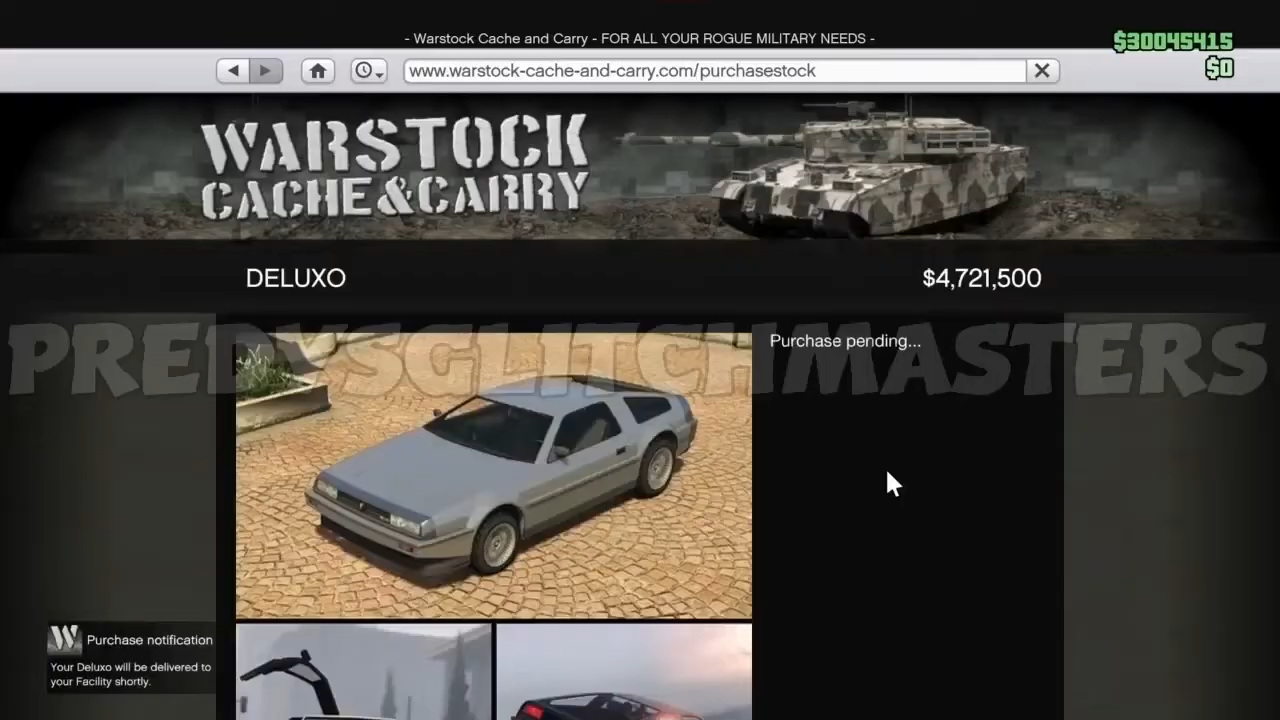 - Warstock Cache and Carry - FOR ALL YOUR ROGUE MILITARY NEEDS -
$30045415
$0
www.warstock-cache-and-carry.com/purchasestock
WARSTOCK
CACHE&CARRY
DELUXO
$4,721,500
PREDYSGLITCHMASTERS
Purchase pending...
W Purchase notification
Your Deluxo will be delivered to
your Facility shortly.